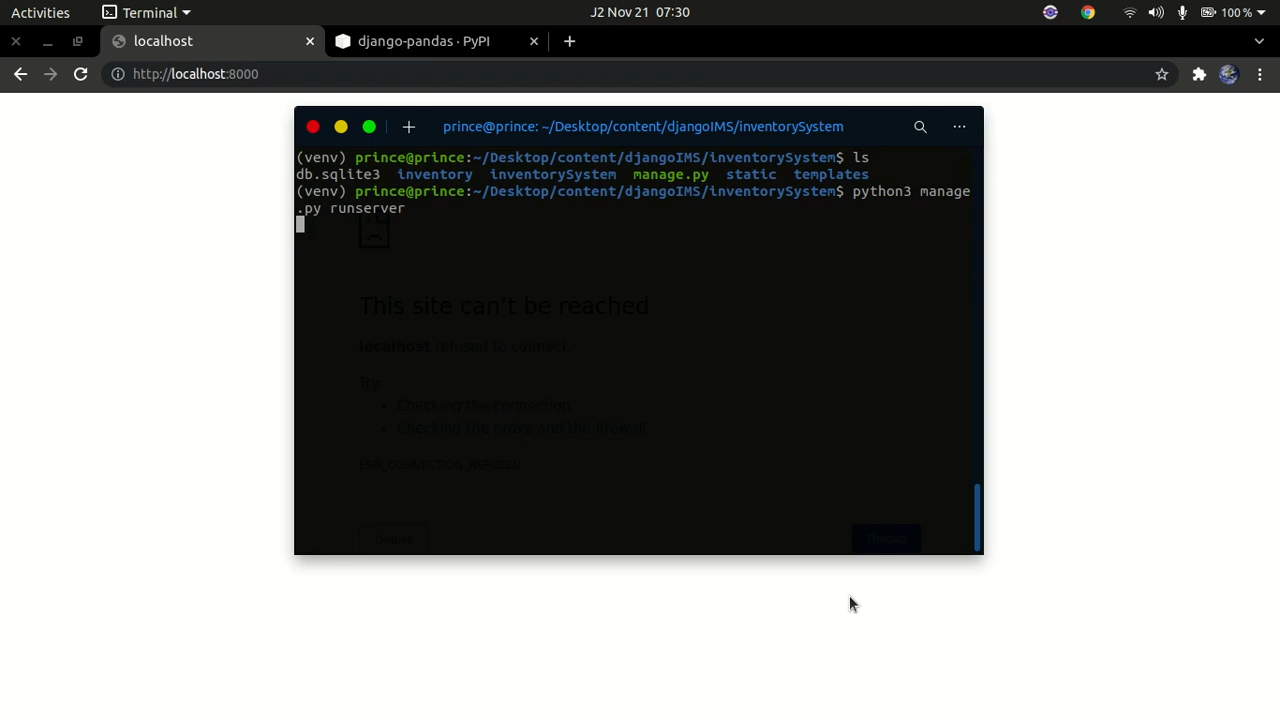 Activities
Terminal
J2 Nov 21 07:30
100 %
localhost
django-pandas · PyPI
http://localhost:8000
prince@prince: ~/Desktop/content/djangoIMS/inventorySystem
(venv) prince@prince:~/Desktop/content/djangoIMS/inventorySystem$ ls
db.sqlite3 inventory inventorySystem manage.py static templates
(venv) prince@prince:~/Desktop/content/djangoIMS/inventorySystem$ python3 manage
.py runserver
This site can't be reached
localhost refused to connect.
Try:
Checking the connection
Checking the proxy and the firewall
ERR_CONNECTION_REFUSED
Details
Reload